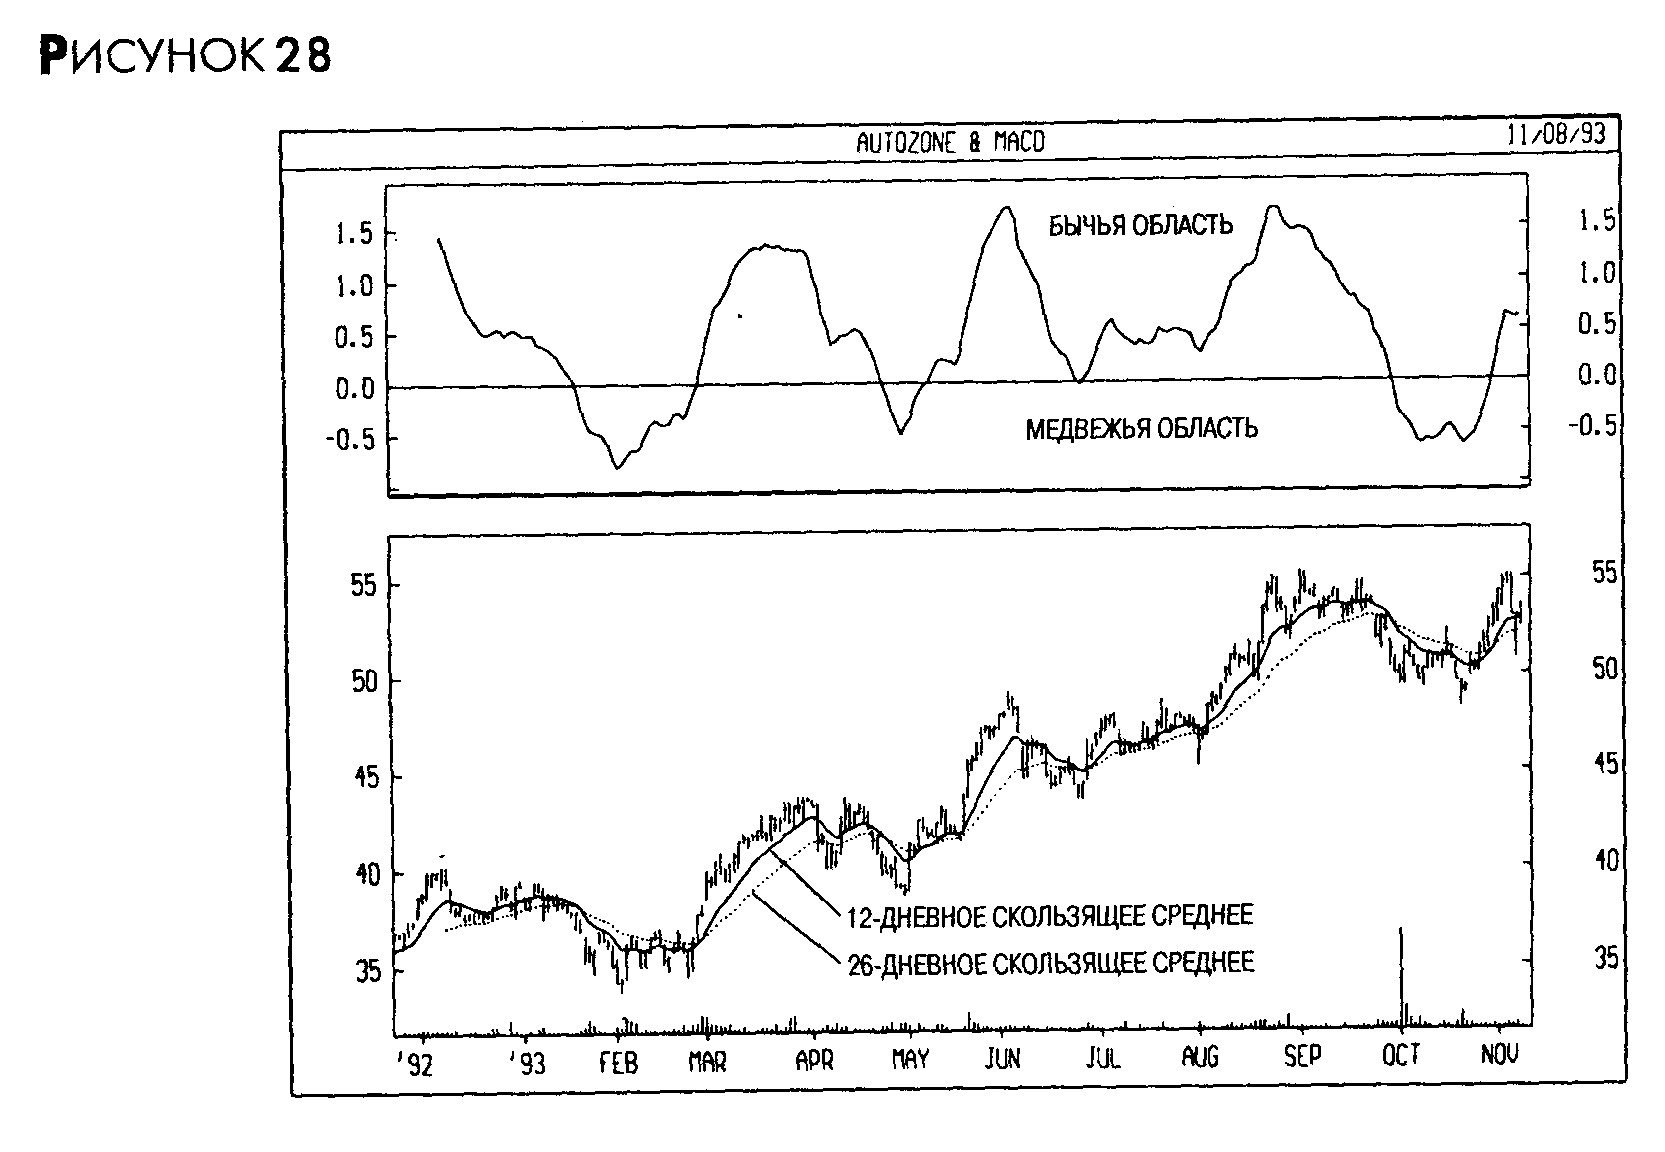 РИСУНОК 28
AUTOZONE & MACD
11/08/93
БЫЧЬЯ ОБЛАСТЬ
1.5 1.5
1.0 1.0
0.5 0.5
0.0 0.0
МЕДВЕЖЬЯ ОБЛАСТЬ
-0.5 -0.5
55 55
50 50
45 45
40 40
12-ДНЕВНОЕ СКОЛЬЗЯЩЕЕ СРЕДНЕЕ
26-ДНЕВНОЕ СКОЛЬЗЯЩЕЕ СРЕДНЕЕ
35 35
'92 '93 FEB MAR APR MAY JUN JUL AUG SEP OCT NOV